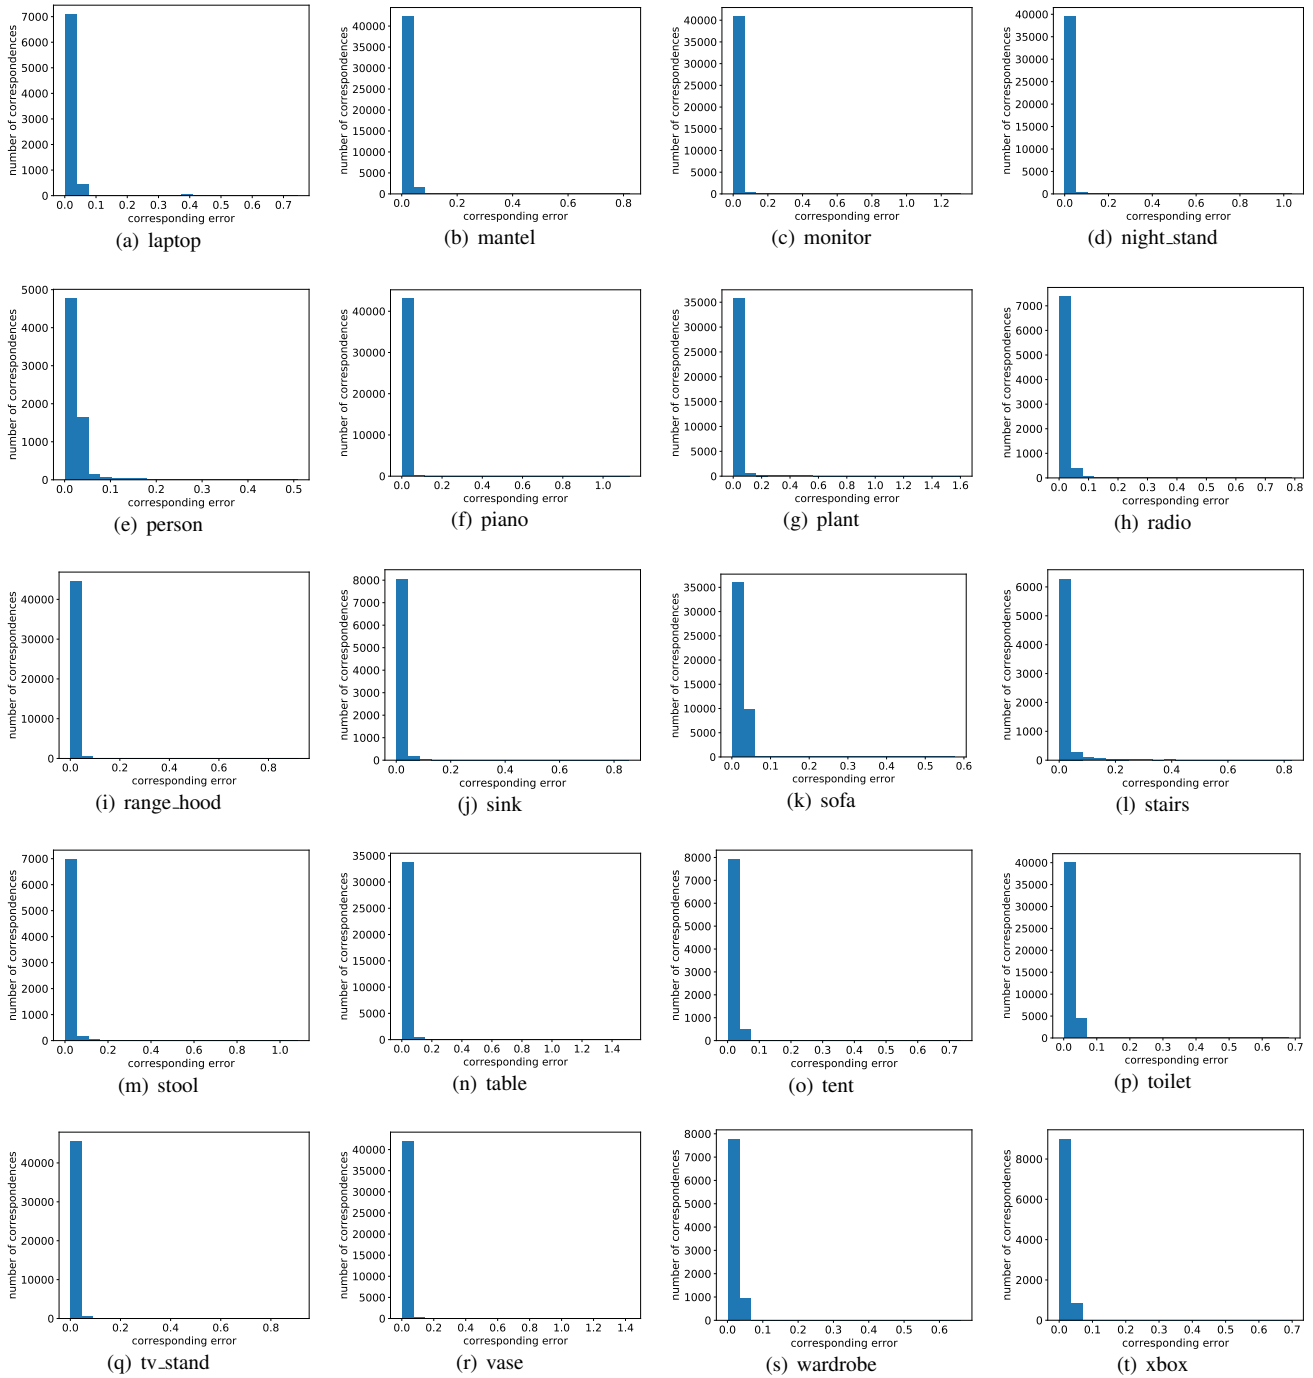 number of correspondences
7000
6000
5000
4000
3000
2000
1000
0
0.0 0.1 0.2 0.3 0.4 0.5 0.6 0.7
corresponding error
(a) laptop
number of correspondences
40000
35000
30000
25000
20000
15000
10000
5000
0
0.0 0.2 0.4 0.6 0.8
corresponding error
(b) mantel
number of correspondences
40000
35000
30000
25000
20000
15000
10000
5000
0
0.0 0.2 0.4 0.6 0.8 1.0 1.2
corresponding error
(c) monitor
number of correspondences
40000
35000
30000
25000
20000
15000
10000
5000
0
0.0 0.2 0.4 0.6 0.8 1.0
corresponding error
(d) night_stand
number of correspondences
5000
4000
3000
2000
1000
0
0.0 0.1 0.2 0.3 0.4 0.5
corresponding error
(e) person
number of correspondences
40000
30000
20000
10000
0
0.0 0.2 0.4 0.6 0.8 1.0
corresponding error
(f) piano
number of correspondences
35000
30000
25000
20000
15000
10000
5000
0
0.0 0.2 0.4 0.6 0.8 1.0 1.2 1.4 1.6
corresponding error
(g) plant
number of correspondences
7000
6000
5000
4000
3000
2000
1000
0
0.0 0.1 0.2 0.3 0.4 0.5 0.6 0.7 0.8
corresponding error
(h) radio
number of correspondences
40000
30000
20000
10000
0
0.0 0.2 0.4 0.6 0.8
corresponding error
(i) range_hood
number of correspondences
8000
7000
6000
5000
4000
3000
2000
1000
0
0.0 0.2 0.4 0.6 0.8
corresponding error
(j) sink
number of correspondences
35000
30000
25000
20000
15000
10000
5000
0
0.0 0.1 0.2 0.3 0.4 0.5 0.6
corresponding error
(k) sofa
number of correspondences
6000
5000
4000
3000
2000
1000
0
0.0 0.2 0.4 0.6 0.8
corresponding error
(l) stairs
number of correspondences
7000
6000
5000
4000
3000
2000
1000
0
0.0 0.2 0.4 0.6 0.8 1.0
corresponding error
(m) stool
number of correspondences
35000
30000
25000
20000
15000
10000
5000
0
0.0 0.2 0.4 0.6 0.8 1.0 1.2 1.4
corresponding error
(n) table
number of correspondences
8000
7000
6000
5000
4000
3000
2000
1000
0
0.0 0.1 0.2 0.3 0.4 0.5 0.6 0.7
corresponding error
(o) tent
number of correspondences
40000
35000
30000
25000
20000
15000
10000
5000
0
0.0 0.1 0.2 0.3 0.4 0.5 0.6 0.7
corresponding error
(p) toilet
number of correspondences
40000
30000
20000
10000
0
0.0 0.2 0.4 0.6 0.8
corresponding error
(q) tv_stand
number of correspondences
40000
35000
30000
25000
20000
15000
10000
5000
0
0.0 0.2 0.4 0.6 0.8 1.0 1.2 1.4
corresponding error
(r) vase
number of correspondences
8000
7000
6000
5000
4000
3000
2000
1000
0
0.0 0.1 0.2 0.3 0.4 0.5 0.6
corresponding error
(s) wardrobe
number of correspondences
8000
6000
4000
2000
0
0.0 0.1 0.2 0.3 0.4 0.5 0.6 0.7
corresponding error
(t) xbox